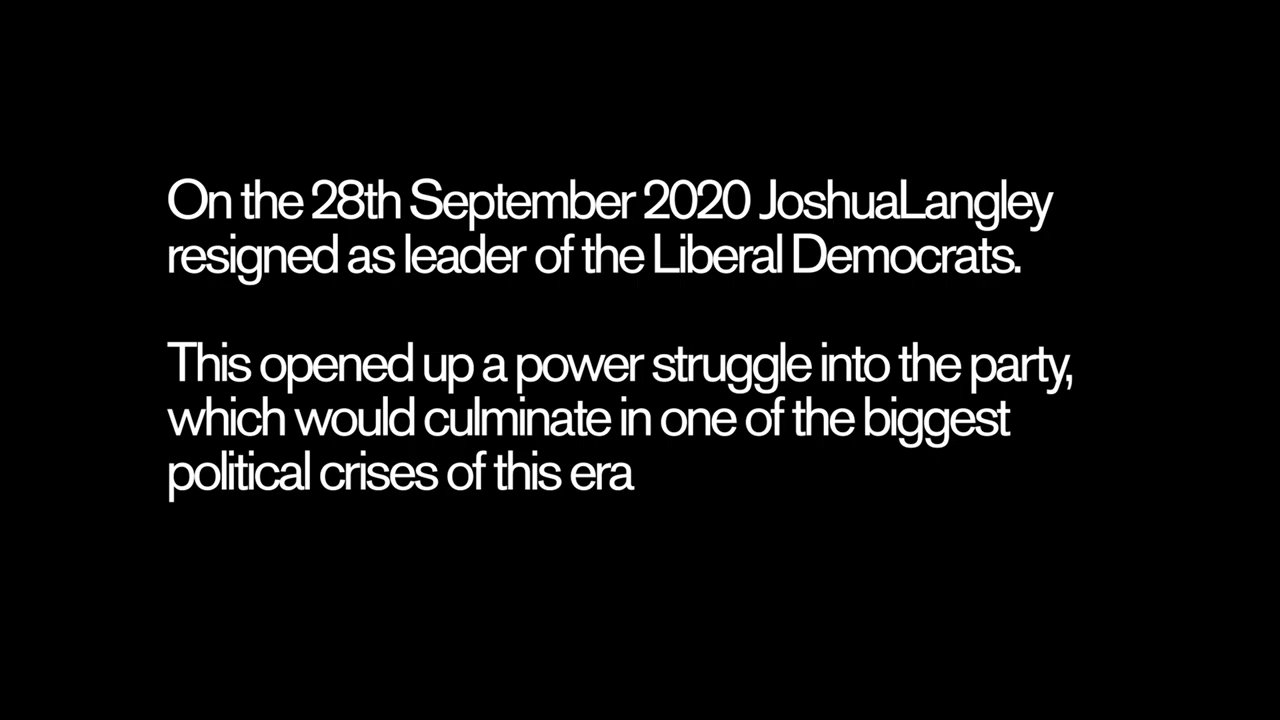 On the 28th September 2020 JoshuaLangley
resigned as leader of the Liberal Democrats.
This opened up a power struggle into the party,
which would culminate in one of the biggest
political crises of this era